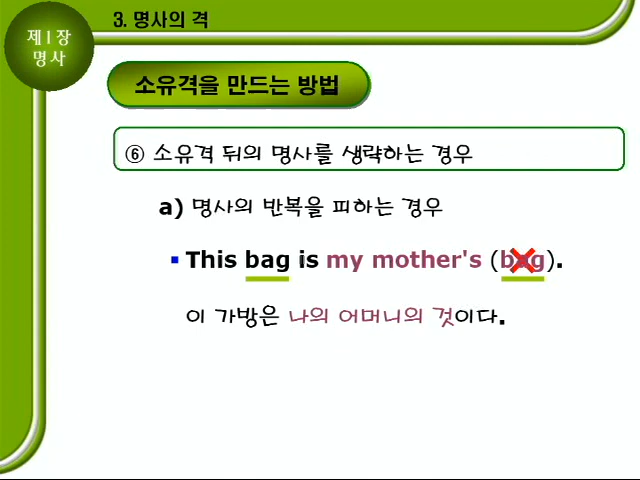 제 I 장
명사
3. 명사의 격
소유격을 만드는 방법
⑥ 소유격 뒤의 명사를 생략하는 경우
a) 명사의 반복을 피하는 경우
▪ This bag is my mother's (bag).
이 가방은 나의 어머니의 것이다.